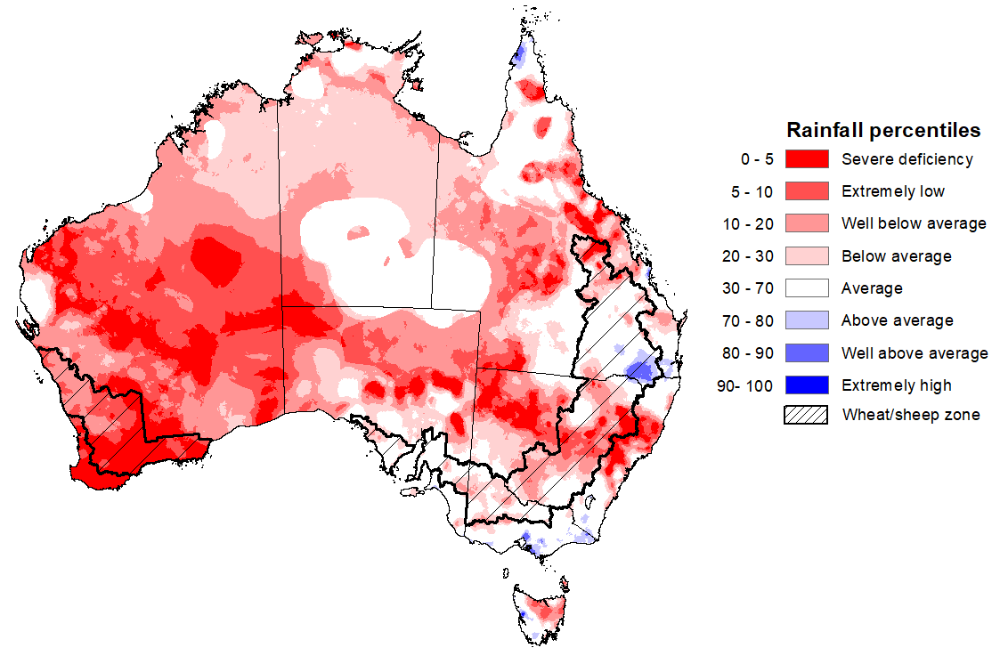 Rainfall percentiles
0 - 5 Severe deficiency
5 - 10 Extremely low
10 - 20 Well below average
20 - 30 Below average
30 - 70 Average
70 - 80 Above average
80 - 90 Well above average
90- 100 Extremely high
Wheat/sheep zone